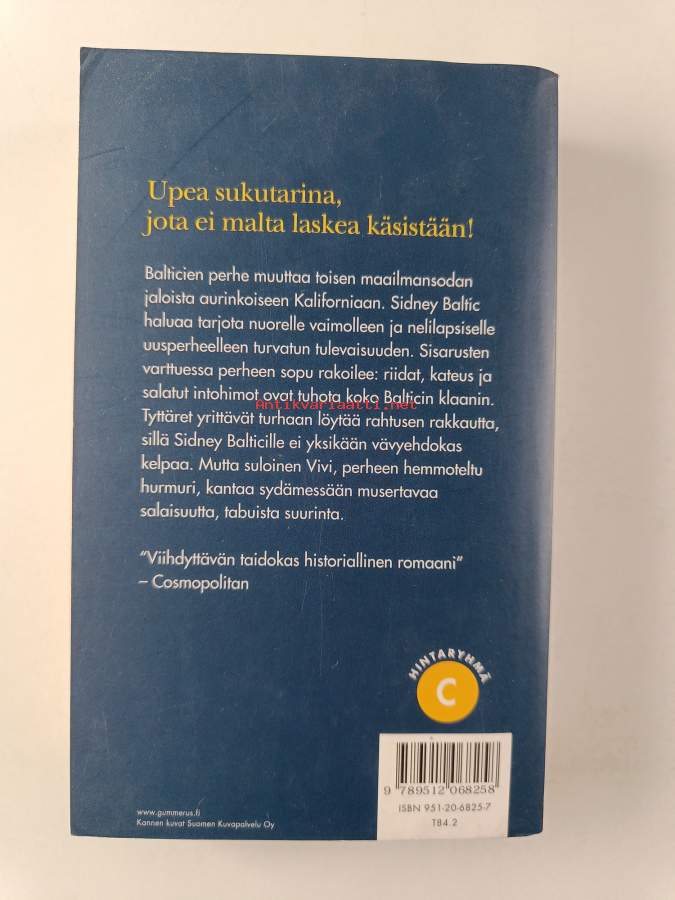 Upea sukutarina,
jota ei malta laskea käsistään!
Balticien perhe muuttaa toisen maailmansodan
jaloista aurinkoiseen Kaliforniaan. Sidney Baltic
haluaa tarjota nuorelle vaimolleen ja nelilapsiselle
uusperheelleen turvatun tulevaisuuden. Sisarusten
varttuessa perheen sopu rakoilee: riidat, kateus ja
salatut intohimot ovat tuhota koko Balticin klaanin.
Antikvariaatti.net
Tyttäret yrittävät turhaan löytää rahtusen rakkautta,
sillä Sidney Balticille ei yksikään vävyehdokas
kelpaa. Mutta suloinen Vivi, perheen hemmoteltu
hurmuri, kantaa sydämessään musertavaa
salaisuutta, tabuista suurinta.
"Viihdyttävän taidokas historiallinen romaani"
– Cosmopolitan
HINTARYHMÄ
C
9 789512 068258
ISBN 951-20-6825-7
T84.2
www.gummerus.fi
Kannen kuvat Suomen Kuvapalvelu Oy